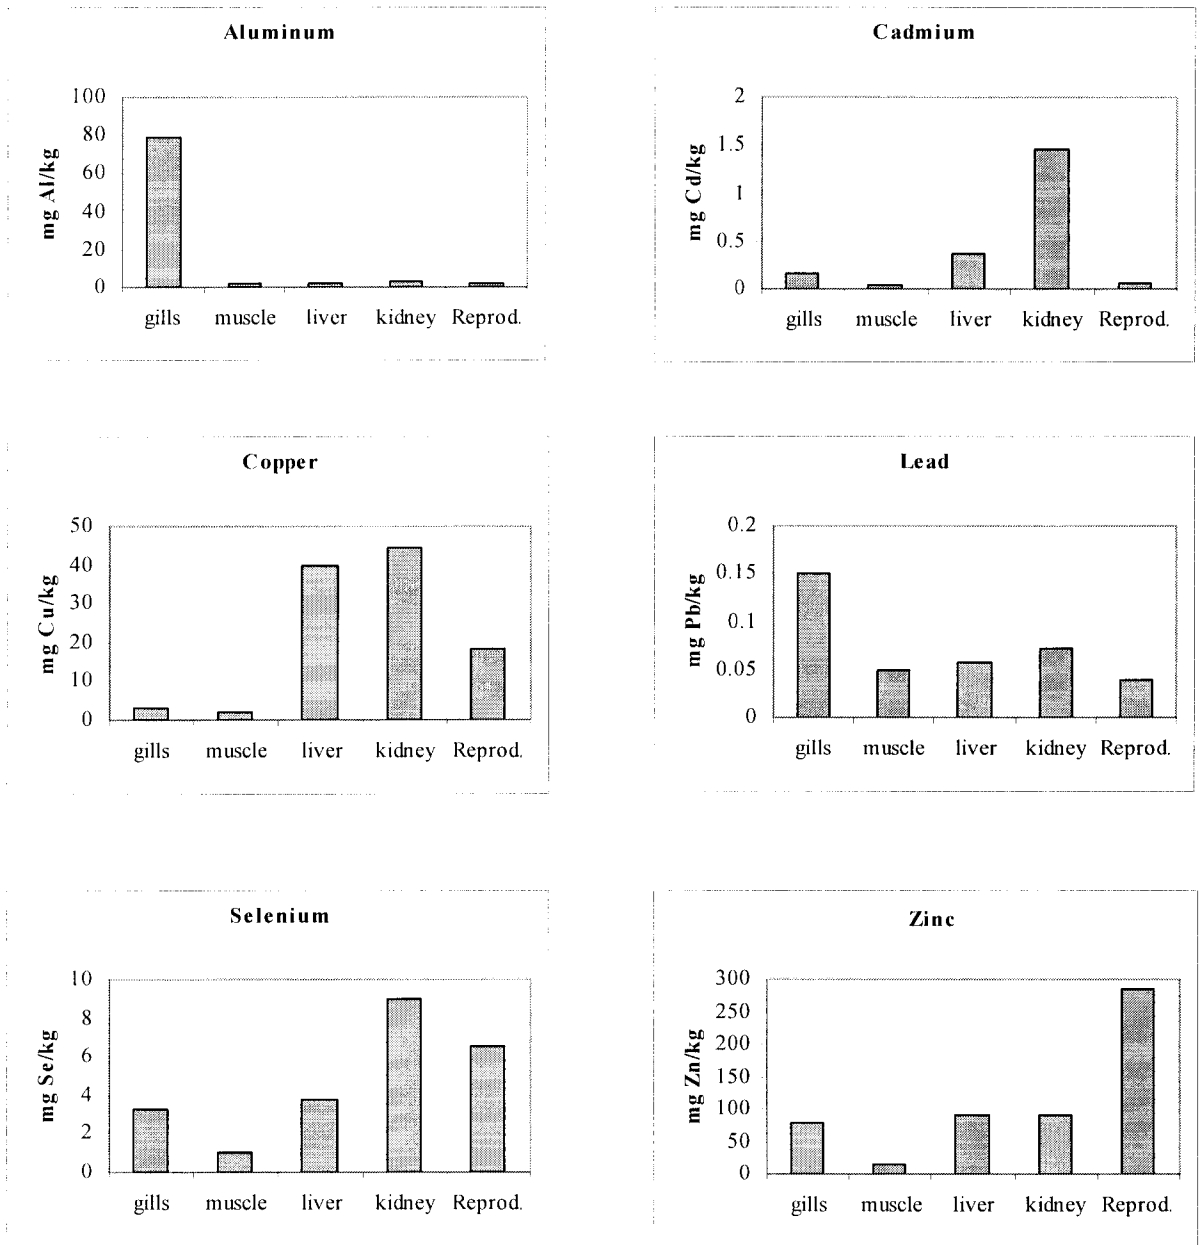 Aluminum
100
80
60
40
20
0
mg Al/kg
gills muscle liver kidney Reprod.
Cadmium
2
1.5
1
0.5
0
mg Cd/kg
gills muscle liver kidney Reprod.
Copper
50
40
30
20
10
0
mg Cu/kg
gills muscle liver kidney Reprod.
Lead
0.2
0.15
0.1
0.05
0
mg Pb/kg
gills muscle liver kidney Reprod.
Selenium
10
8
6
4
2
0
mg Se/kg
gills muscle liver kidney Reprod.
Zinc
300
250
200
150
100
50
0
mg Zn/kg
gills muscle liver kidney Reprod.